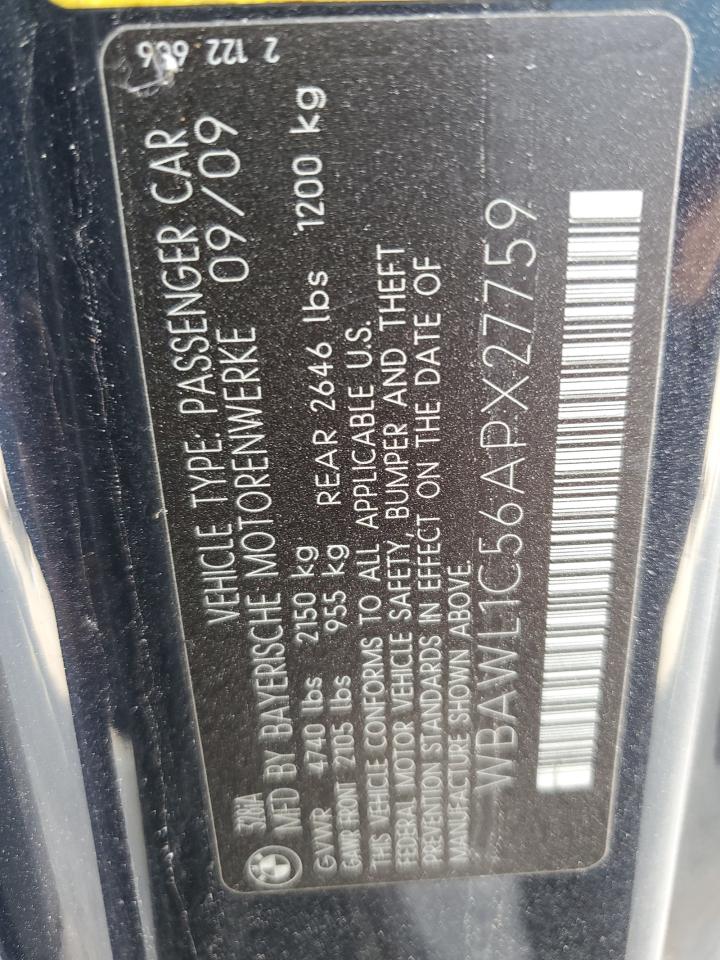 2 122 606
328iA VEHICLE TYPE: PASSENGER CAR
MFD BY BAYERISCHE MOTORENWERKE 09/09
GVWR 4740 lbs 2150 kg
GAWR FRONT 2105 lbs 955 kg REAR 2646 lbs 1200 kg
THIS VEHICLE CONFORMS TO ALL APPLICABLE U.S.
FEDERAL MOTOR VEHICLE SAFETY, BUMPER AND THEFT
PREVENTION STANDARDS IN EFFECT ON THE DATE OF
MANUFACTURE SHOWN ABOVE.
WBAWL1C56APX27759